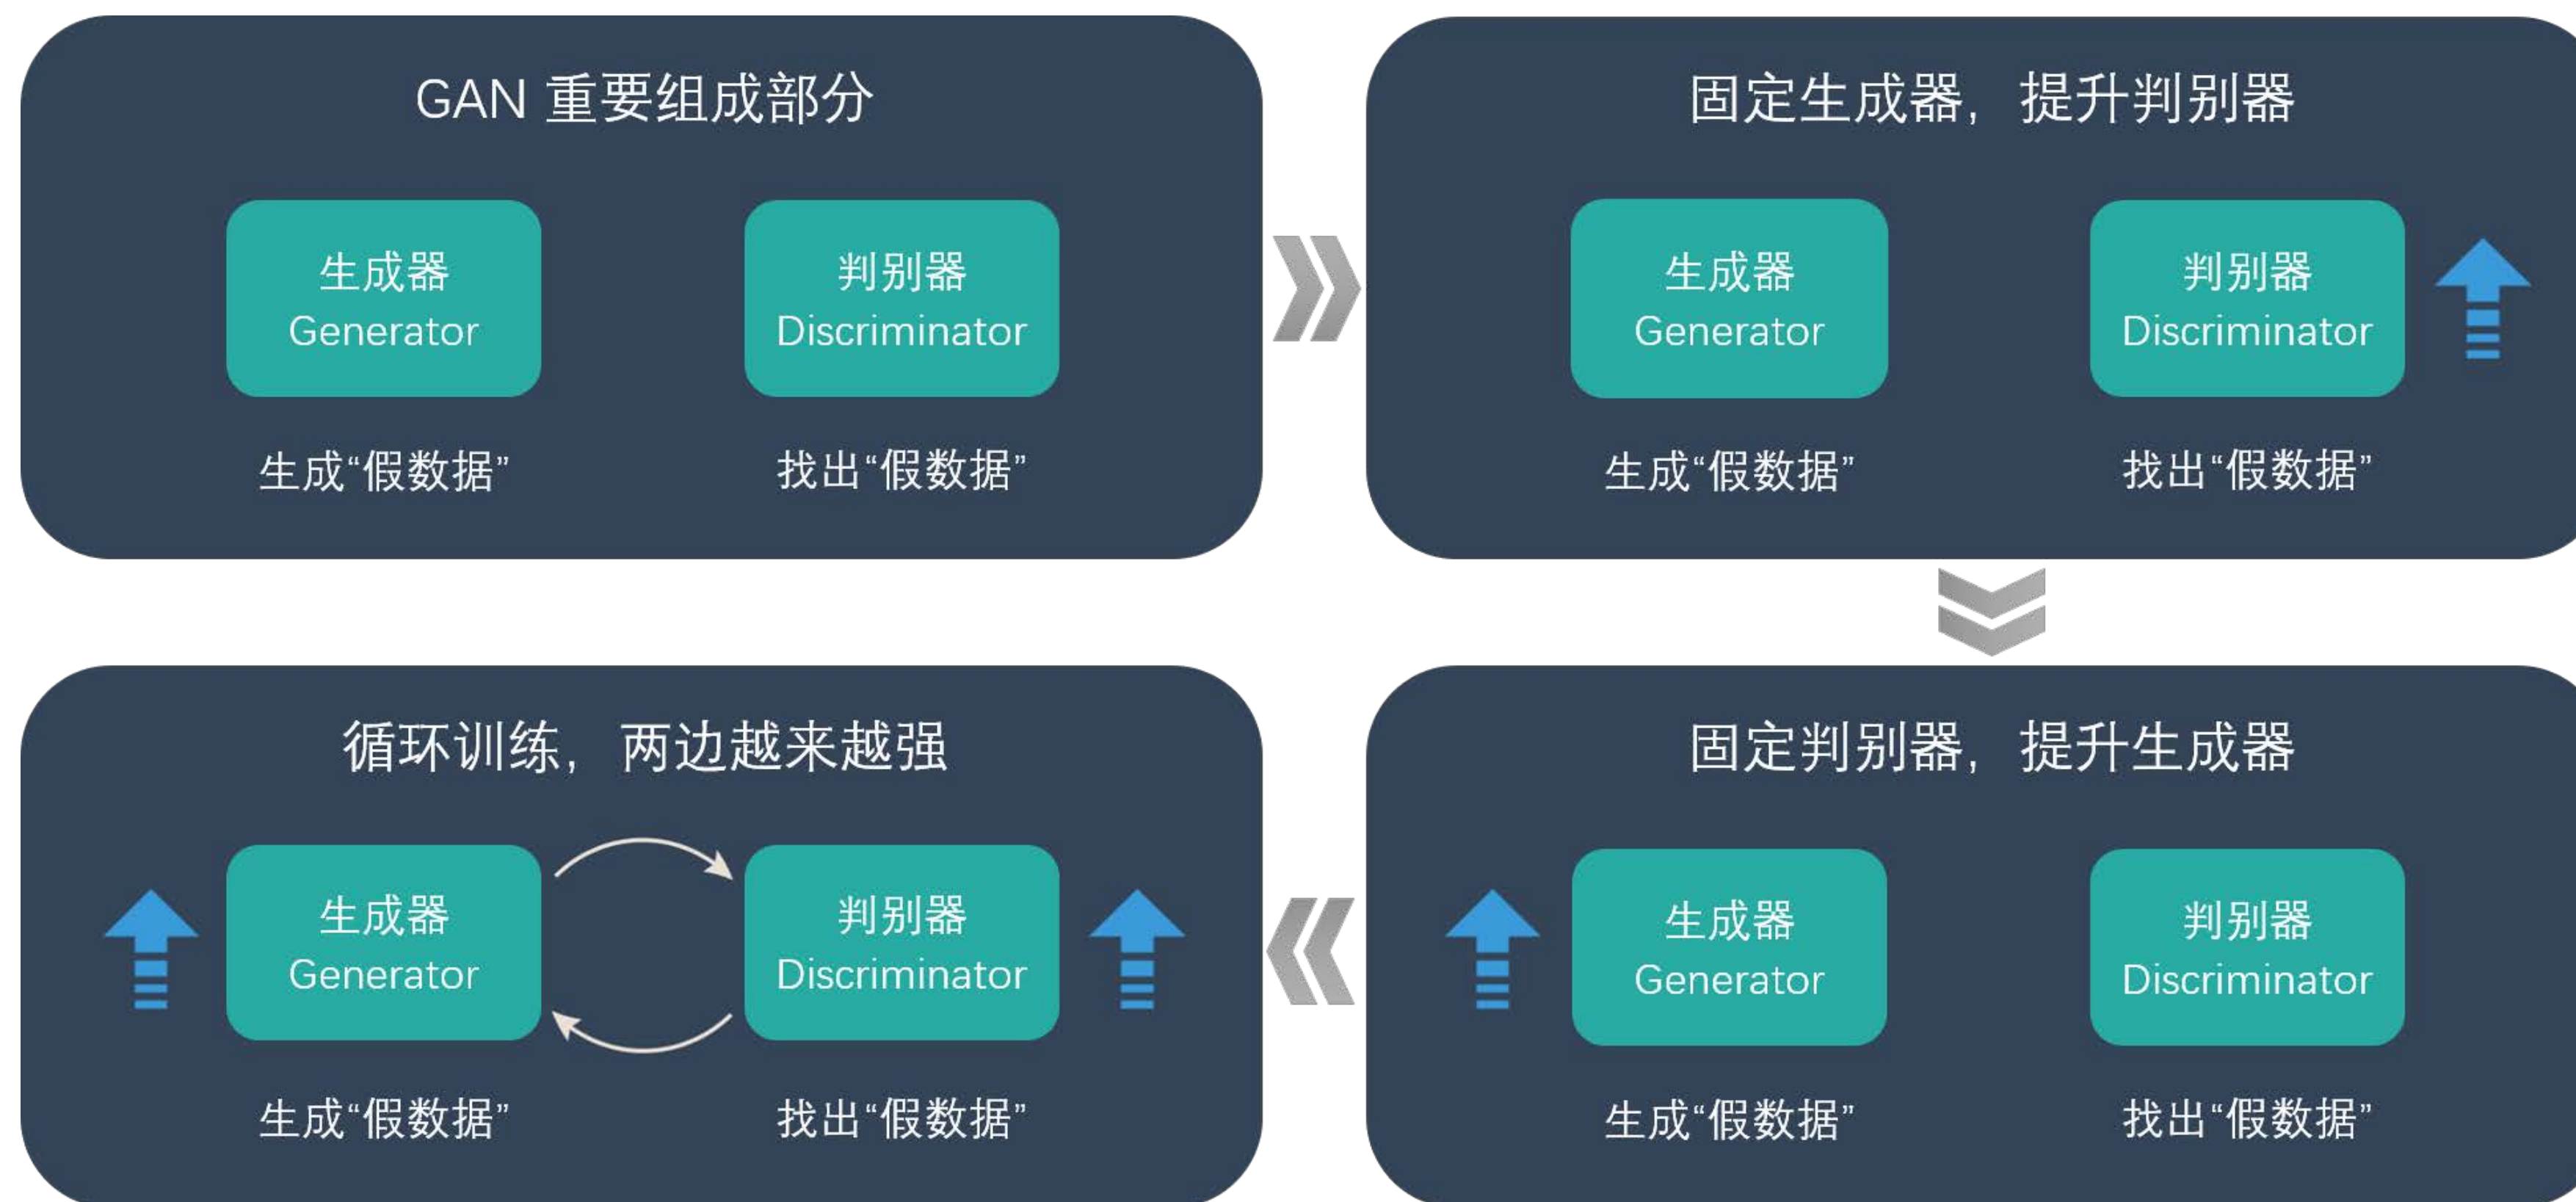 GAN 重要组成部分
生成器
Generator
生成“假数据”
判别器
Discriminator
找出“假数据”
固定生成器，提升判别器
生成器
Generator
生成“假数据”
判别器
Discriminator
找出“假数据”
固定判别器，提升生成器
生成器
Generator
生成“假数据”
判别器
Discriminator
找出“假数据”
循环训练，两边越来越强
生成器
Generator
生成“假数据”
判别器
Discriminator
找出“假数据”